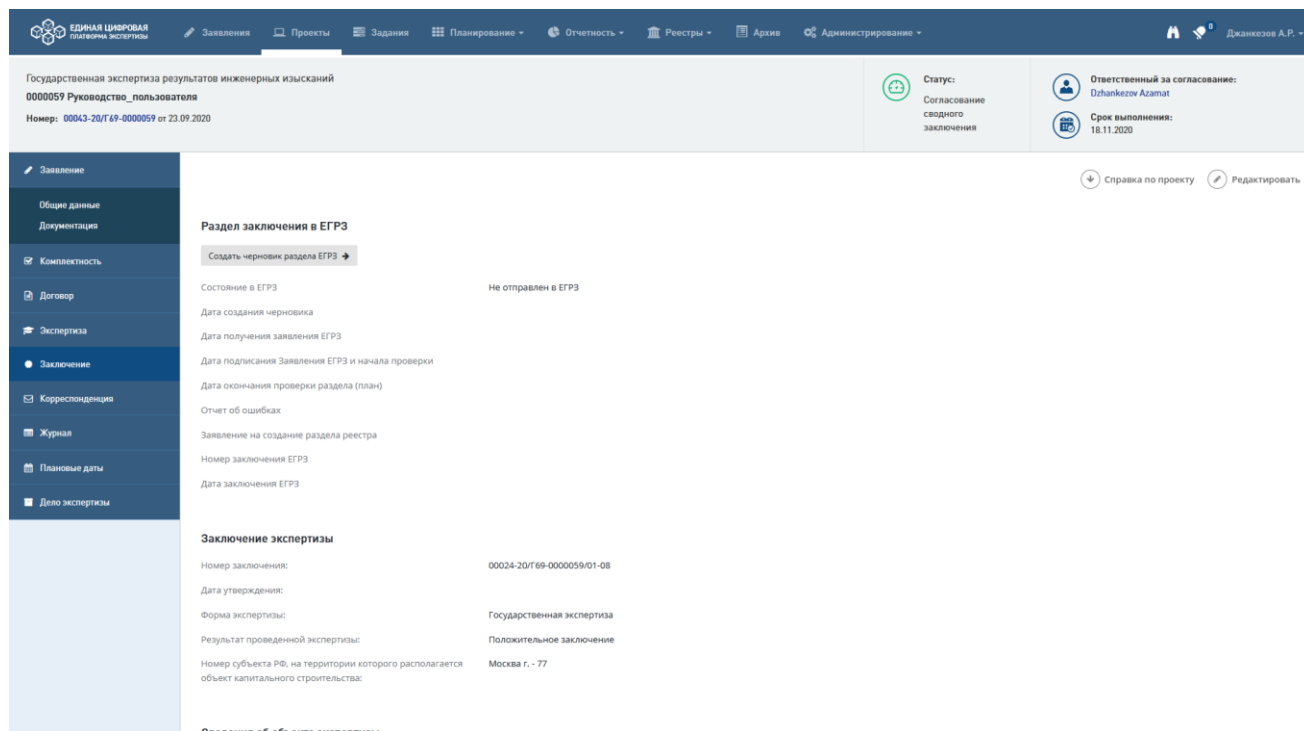 ЕДИНАЯ ЦИФРОВАЯ
ПЛАТФОРМА ЭКСПЕРТИЗЫ
Заявления
Проекты
Задания
Планирование
Отчетность
Реестры
Архив
Администрирование
0
Джанкезов А.Р.
Государственная экспертиза результатов инженерных изысканий
0000059 Руководство_пользователя
Номер: 00043-20/Г69-0000059 от 23.09.2020
Статус:
Согласование
сводного
заключения
Ответственный за согласование:
Dzhankezov Azamat
Срок выполнения:
18.11.2020
Заявление
Общие данные
Документация
Комплектность
Договор
Экспертиза
Заключение
Корреспонденция
Журнал
Плановые даты
Дело экспертизы
Справка по проекту
Редактировать
Раздел заключения в ЕГРЗ
Создать черновик раздела ЕГРЗ
Состояние в ЕГРЗ Не отправлен в ЕГРЗ
Дата создания черновика
Дата получения заявления ЕГРЗ
Дата подписания Заявления ЕГРЗ и начала проверки
Дата окончания проверки раздела (план)
Отчет об ошибках
Заявление на создание раздела реестра
Номер заключения ЕГРЗ
Дата заключения ЕГРЗ
Заключение экспертизы
Номер заключения: 00024-20/Г69-0000059/01-08
Дата утверждения:
Форма экспертизы: Государственная экспертиза
Результат проведенной экспертизы: Положительное заключение
Номер субъекта РФ, на территории которого располагается Москва г. - 77
объект капитального строительства: